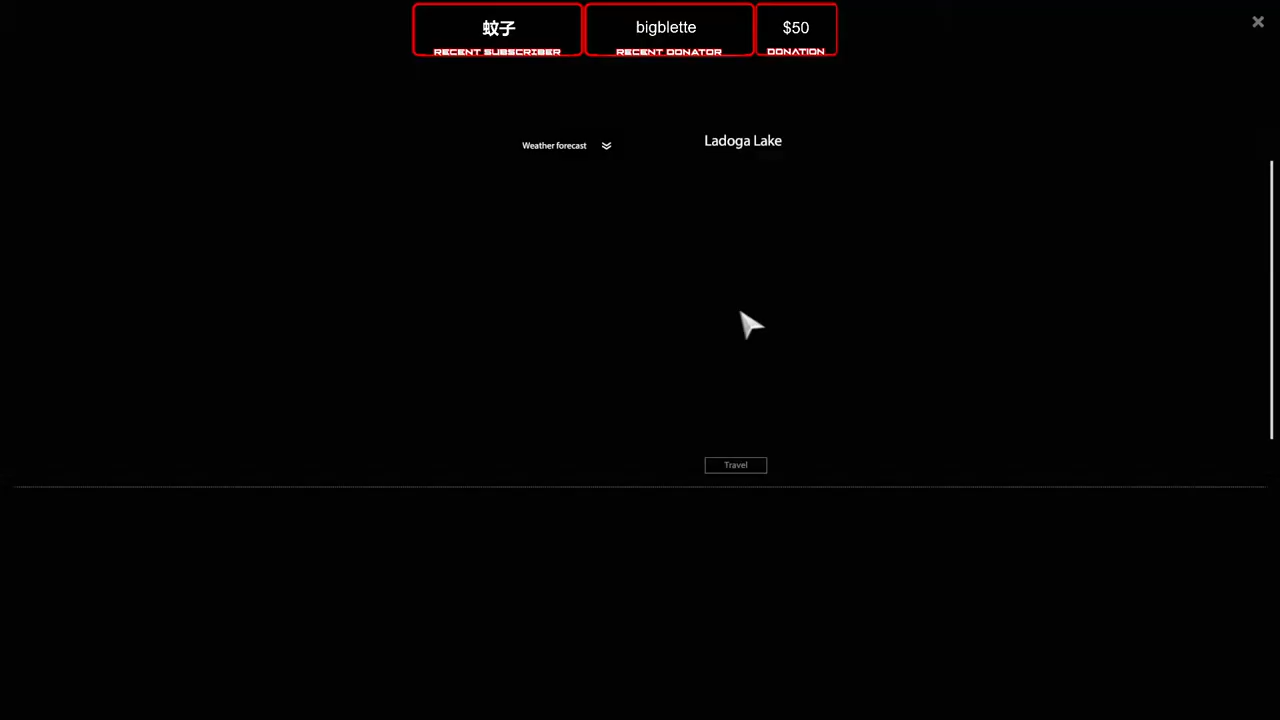 蚊子
RECENT SUBSCRIBER
bigblette
RECENT DONATOR
$50
DONATION
Weather forecast
Ladoga Lake
Travel